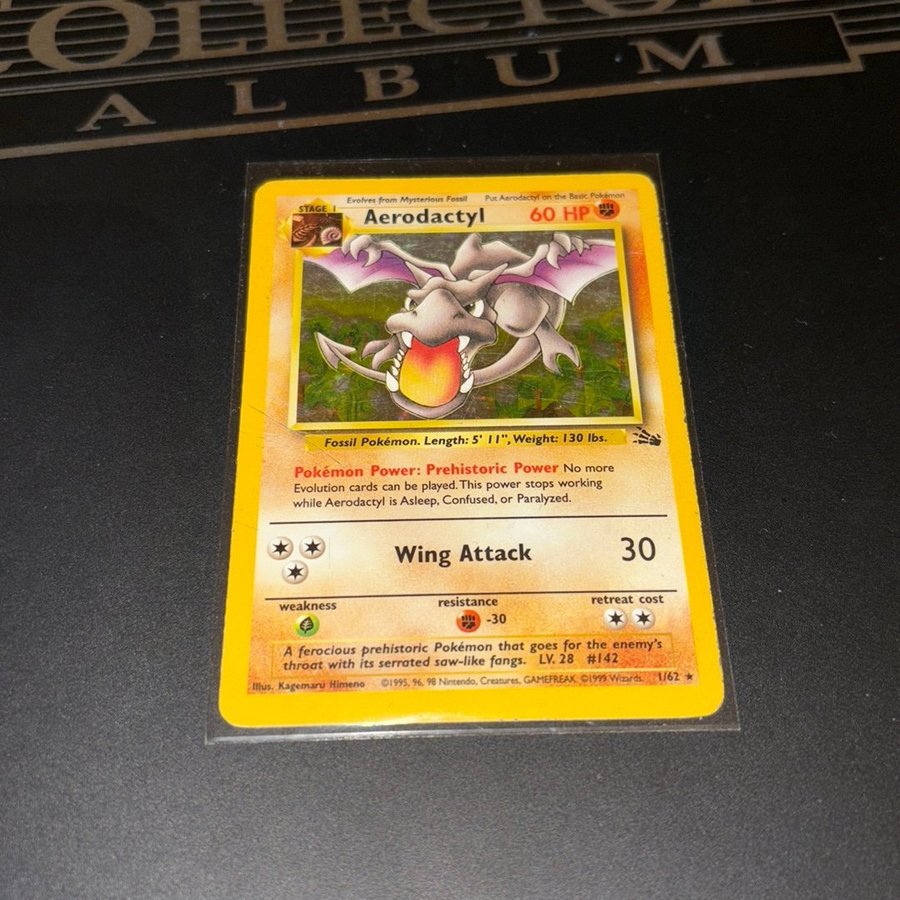 COLLECTOR
ALBUM
Evolves from Mysterious Fossil Put Aerodactyl on the Basic Pokémon
STAGE 1
Aerodactyl 60 HP
Fossil Pokémon. Length: 5' 11", Weight: 130 lbs.
Pokémon Power: Prehistoric Power No more
Evolution cards can be played. This power stops working
while Aerodactyl is Asleep, Confused, or Paralyzed.
Wing Attack 30
weakness resistance retreat cost
-30
A ferocious prehistoric Pokémon that goes for the enemy's
throat with its serrated saw-like fangs. LV. 28 #142
Illus. Kagemaru Himeno ©1995, 96, 98 Nintendo, Creatures, GAMEFREAK. ©1999 Wizards. 1/62 ★